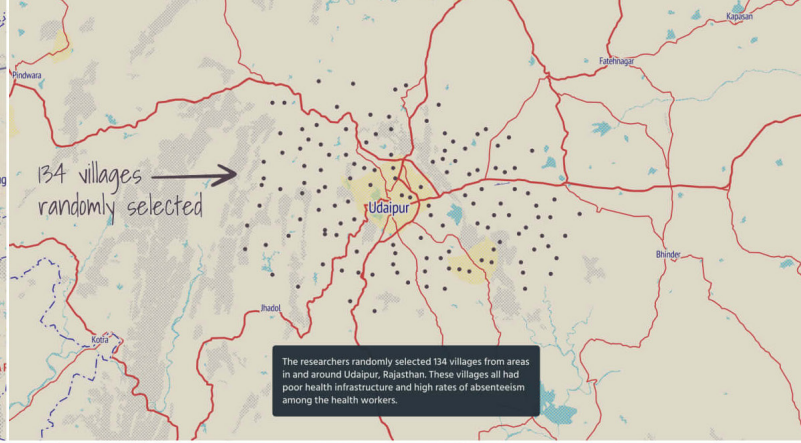 Kapasan
Fatehnagar
Pindwara
134 villages
randomly selected
Udaipur
Bhinder
Jhadol
Kotra
The researchers randomly selected 134 villages from areas
in and around Udaipur, Rajasthan. These villages all had
poor health infrastructure and high rates of absenteeism
among the health workers.